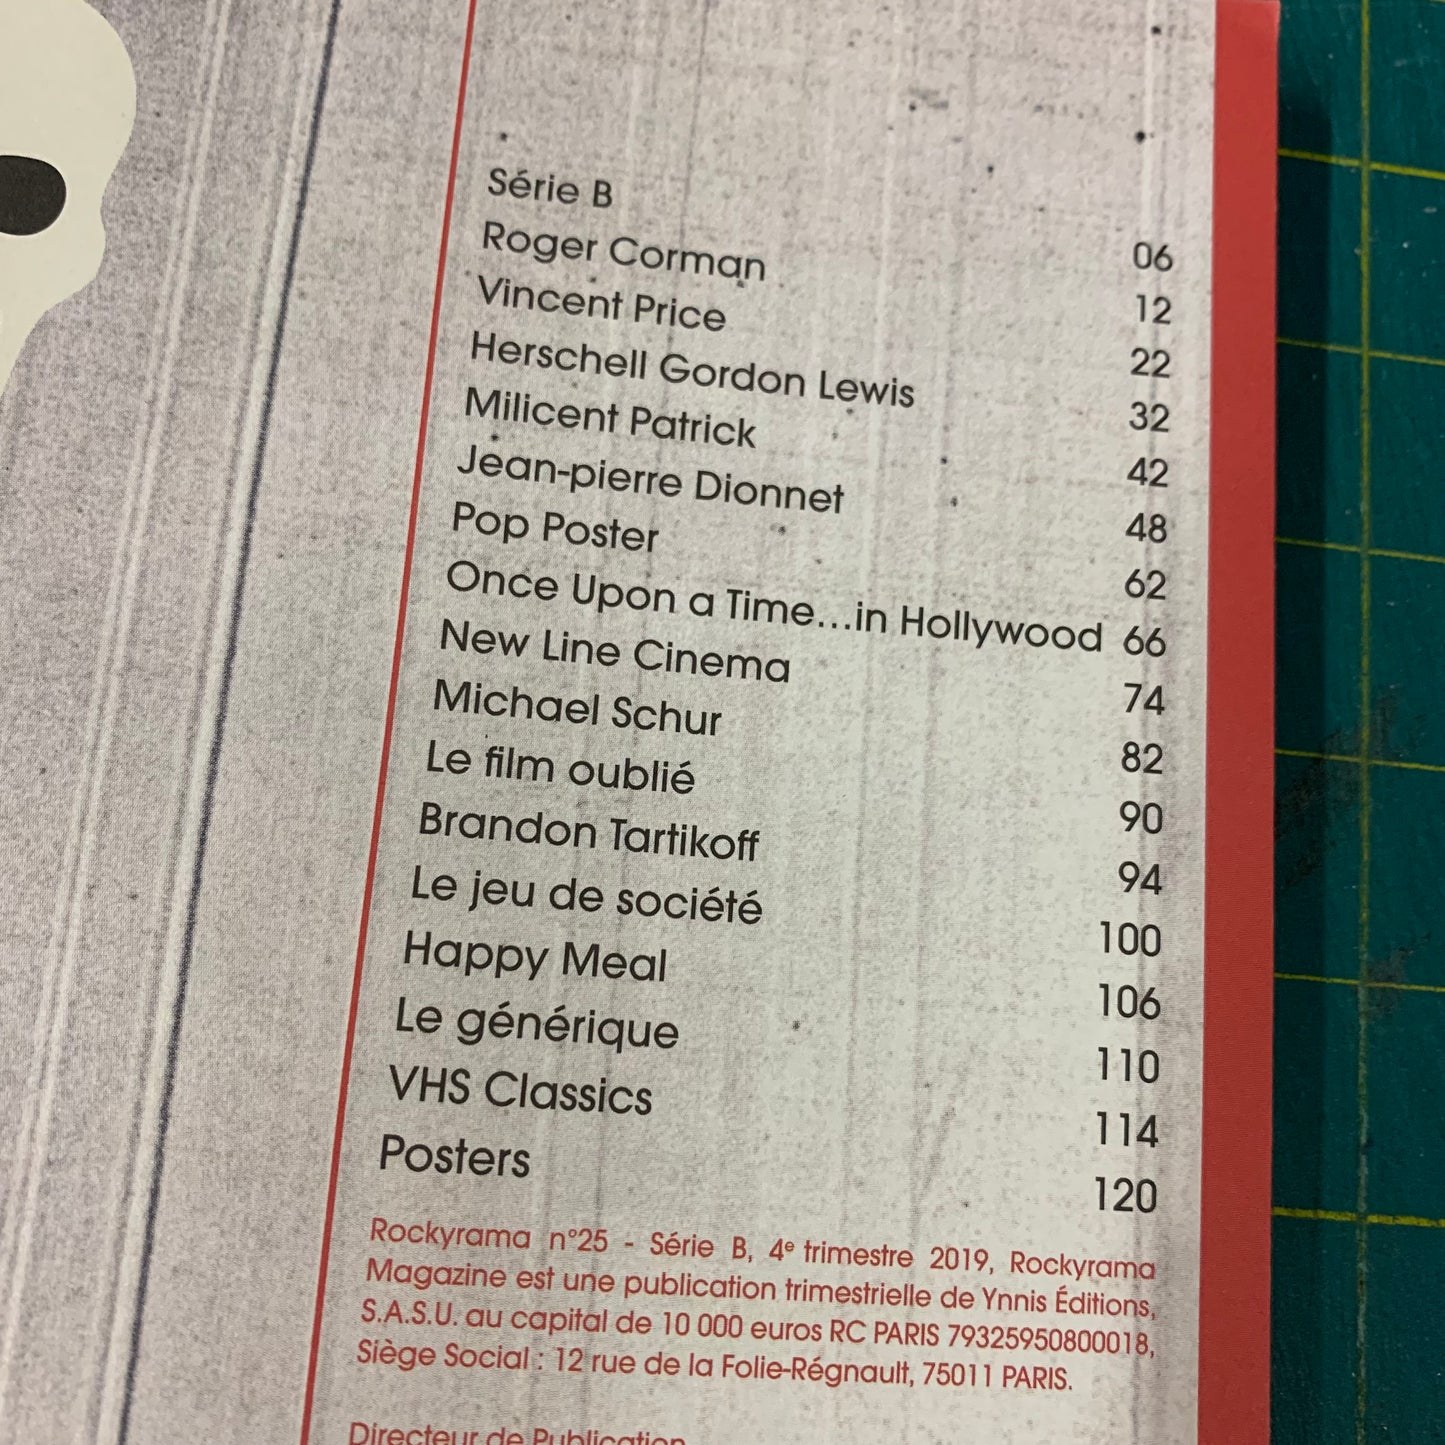 Série B 06
Roger Corman 12
Vincent Price 22
Herschell Gordon Lewis 32
Milicent Patrick 42
Jean-pierre Dionnet 48
Pop Poster 62
Once Upon a Time...in Hollywood 66
New Line Cinema 74
Michael Schur 82
Le film oublié 90
Brandon Tartikoff 94
Le jeu de société 100
Happy Meal 106
Le générique 110
VHS Classics 114
Posters 120
Rockyrama n°25 - Série B, 4e trimestre 2019, Rockyrama
Magazine est une publication trimestrielle de Ynnis Éditions,
S.A.S.U. au capital de 10 000 euros RC PARIS 79325950800018,
Siège Social : 12 rue de la Folie-Régnault, 75011 PARIS.
Directeur de Publication